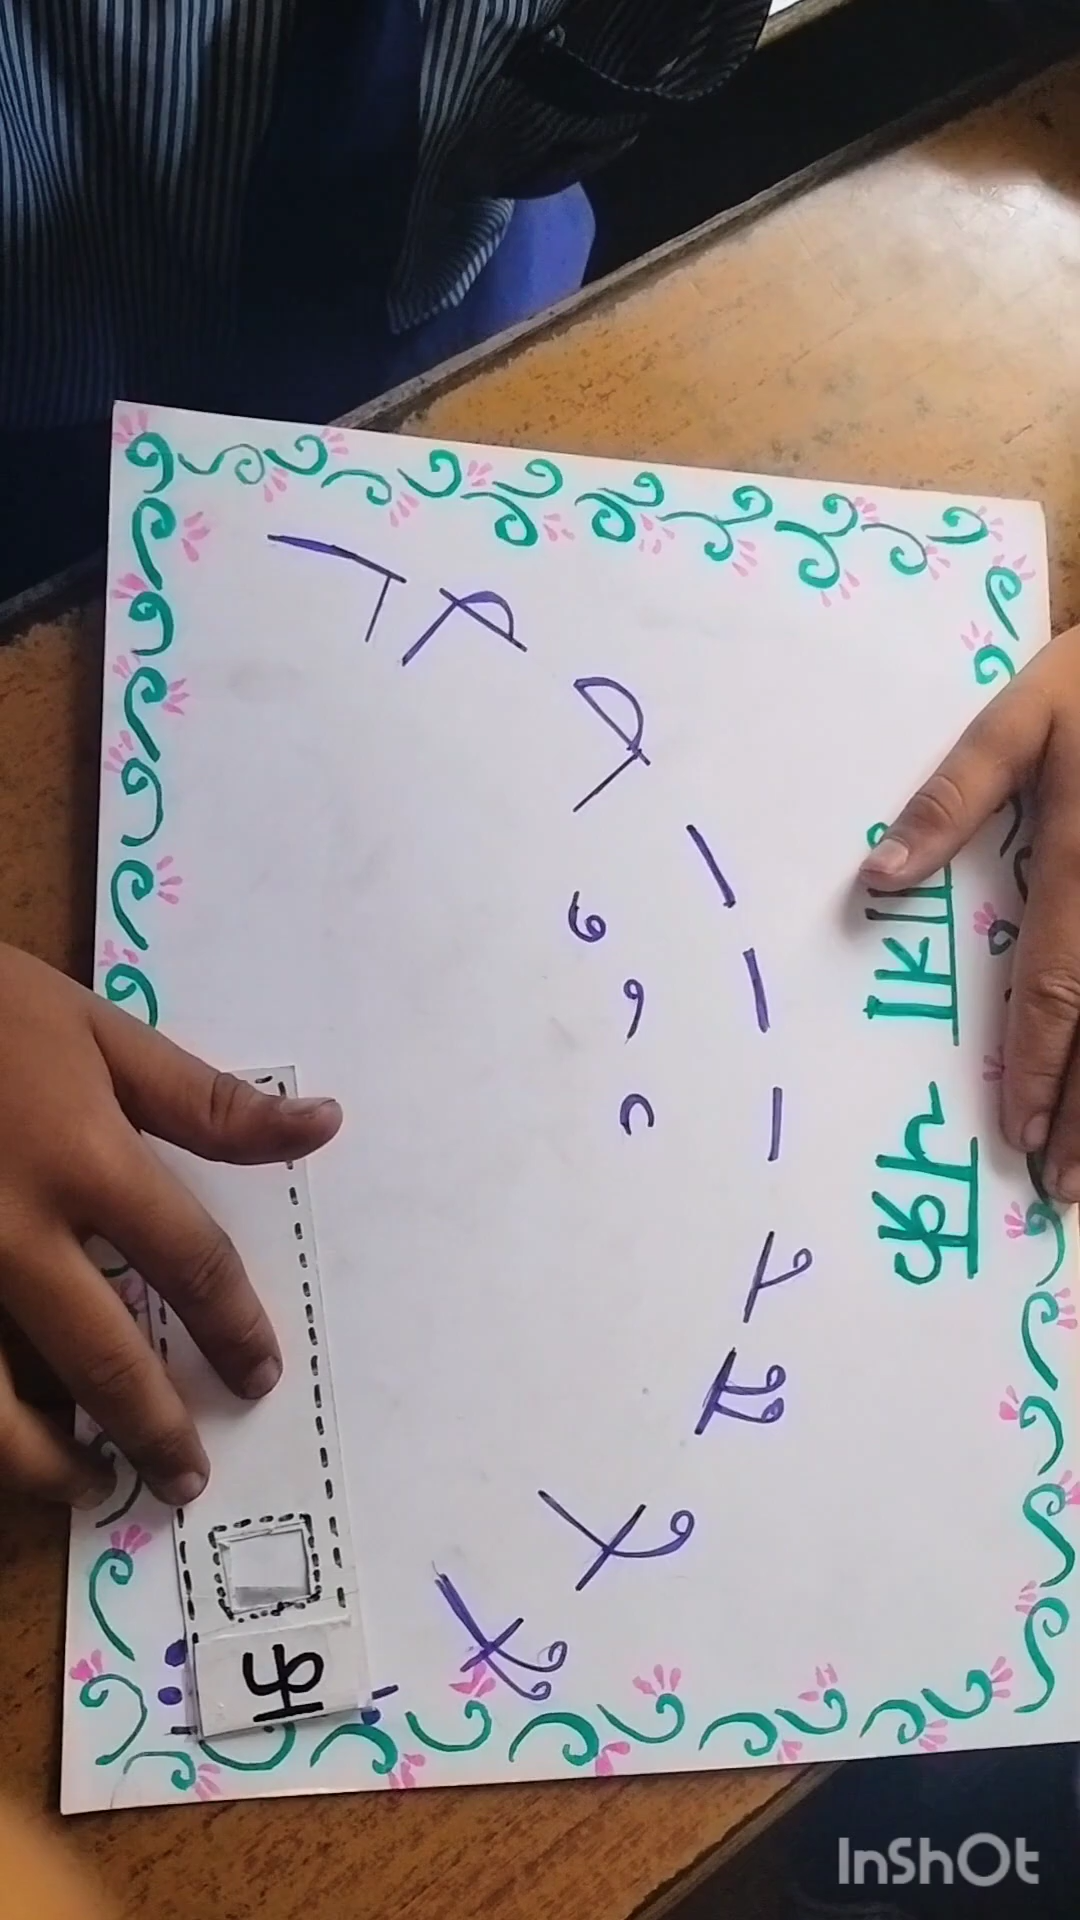 त्रा चक्र
ा ि ी ु ू ृ े ै ो ौ
क
InShOt